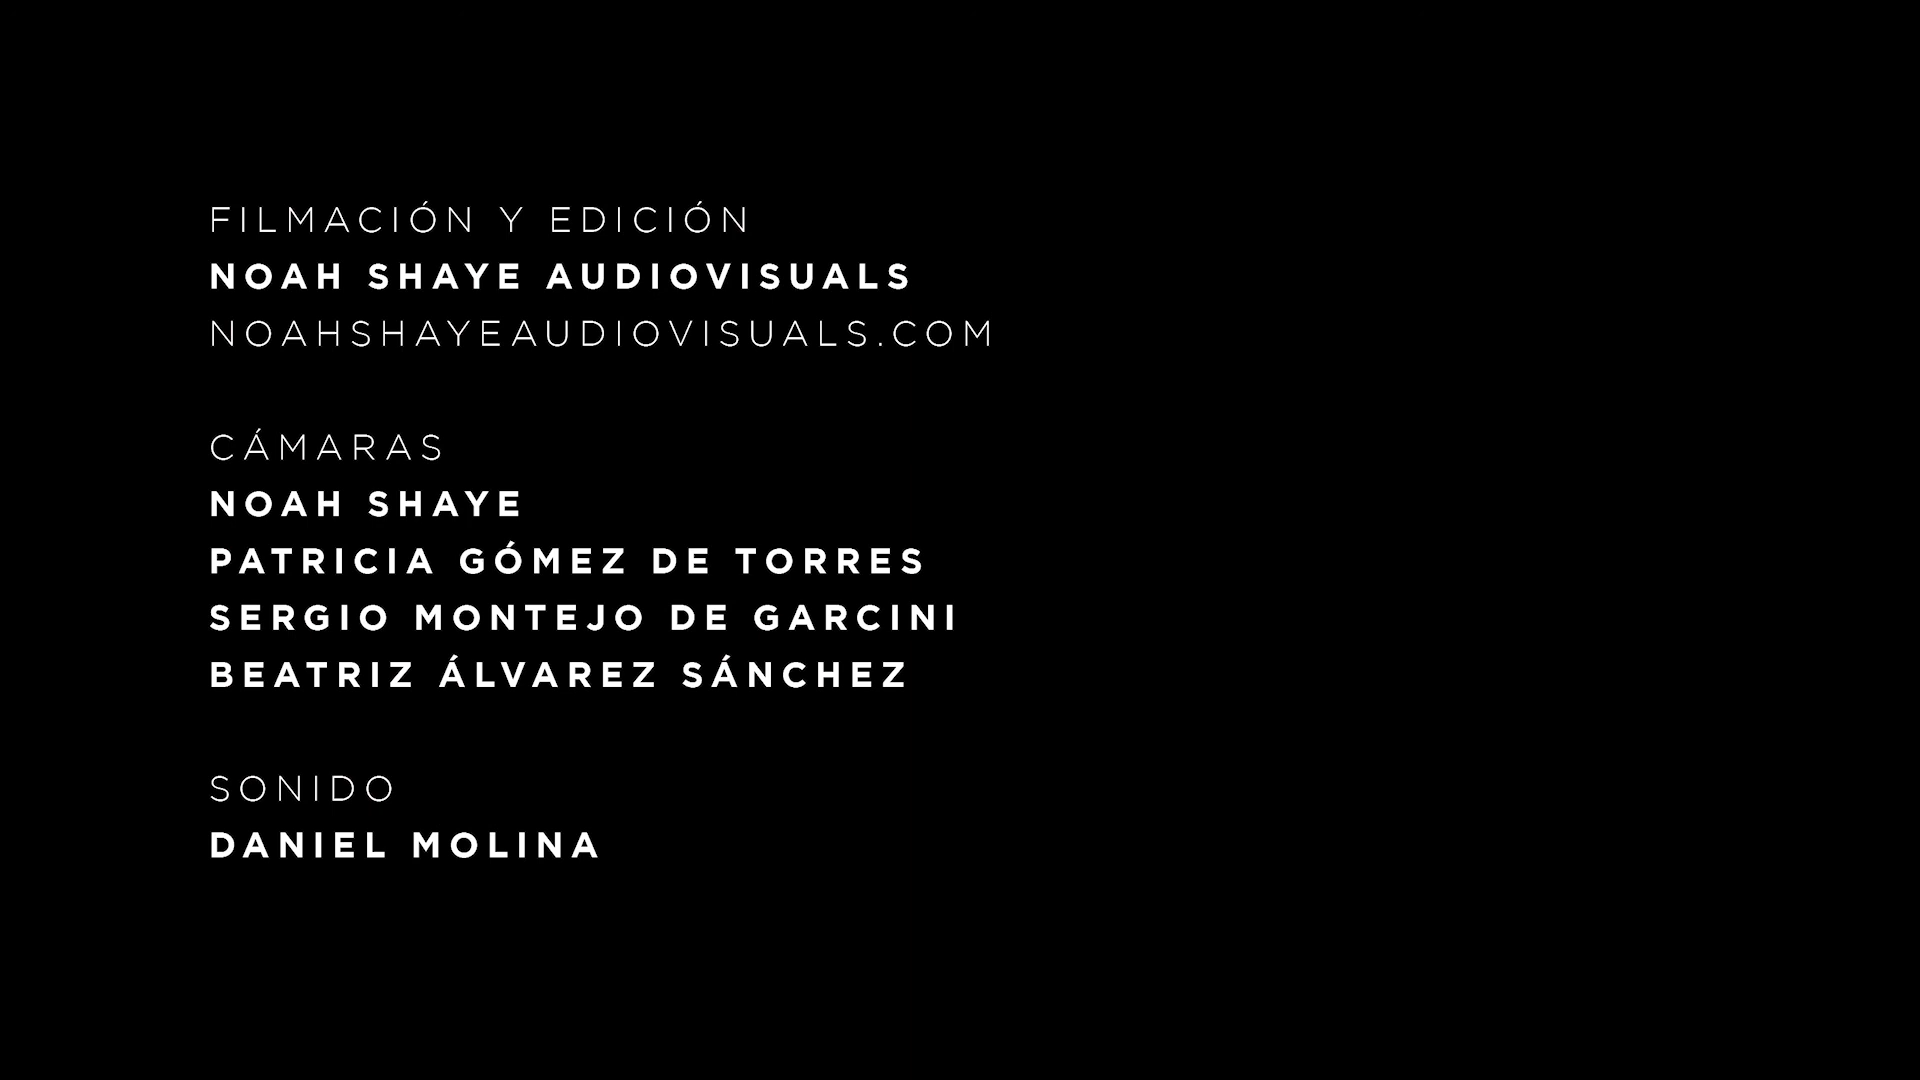 FILMACIÓN Y EDICIÓN
NOAH SHAYE AUDIOVISUALS
NOAHSHAYEAUDIOVISUALS.COM
CÁMARAS
NOAH SHAYE
PATRICIA GÓMEZ DE TORRES
SERGIO MONTEJO DE GARCINI
BEATRIZ ÁLVAREZ SÁNCHEZ
SONIDO
DANIEL MOLINA